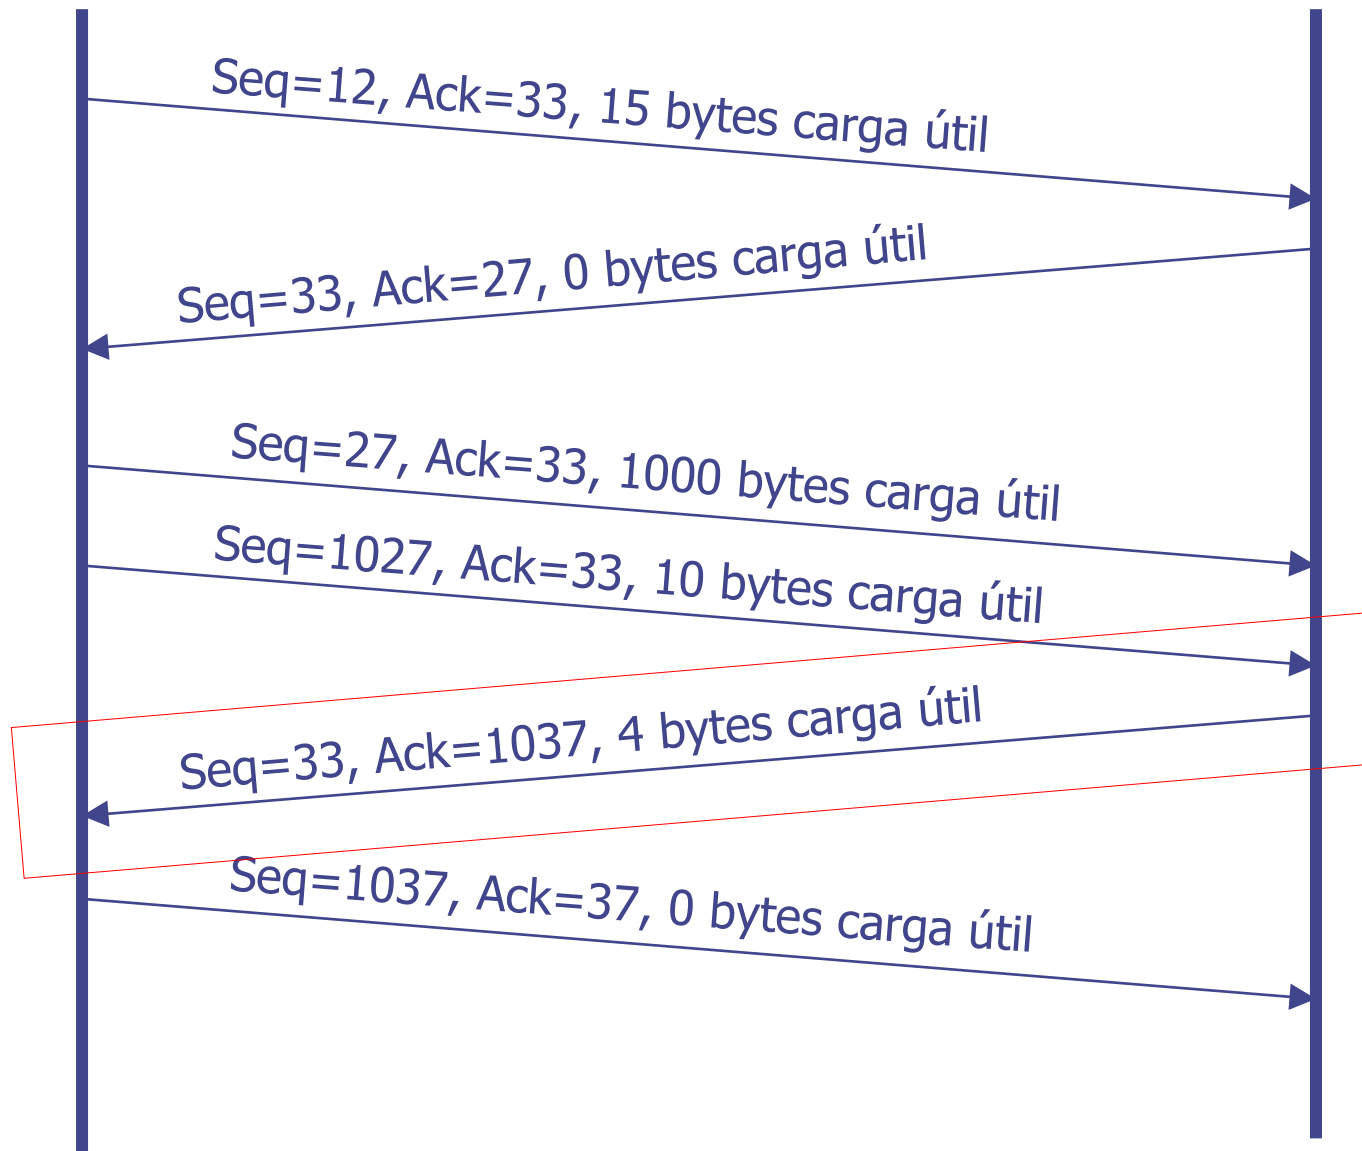 Seq=12, Ack=33, 15 bytes carga útil
Seq=33, Ack=27, 0 bytes carga útil
Seq=27, Ack=33, 1000 bytes carga útil
Seq=1027, Ack=33, 10 bytes carga útil
Seq=33, Ack=1037, 4 bytes carga útil
Seq=1037, Ack=37, 0 bytes carga útil